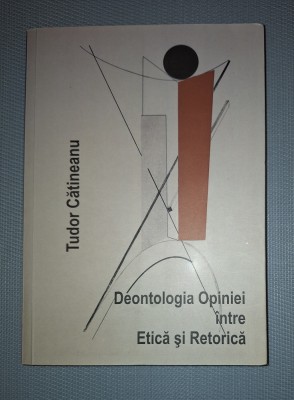 Tudor Cătineanu
Deontologia Opiniei
între
Etică și Retorică